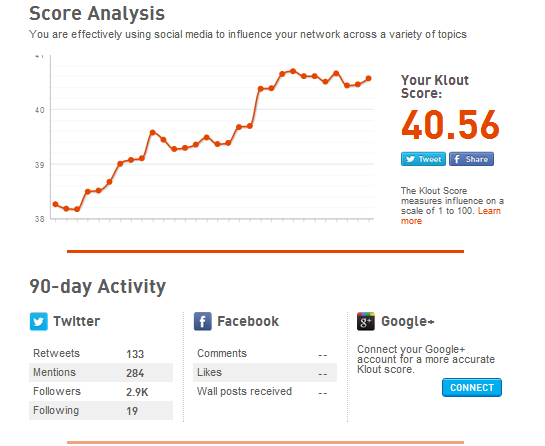 Score Analysis
You are effectively using social media to influence your network across a variety of topics
41
40
39
38
Your Klout
Score:
40.56
Tweet
Share
The Klout Score
measures influence on a
scale of 1 to 100. Learn
more
90-day Activity
Twitter
Retweets 133
Mentions 284
Followers 2.9K
Following 19
Facebook
Comments --
Likes --
Wall posts received --
g+
Google+
Connect your Google+
account for a more accurate
Klout score.
CONNECT